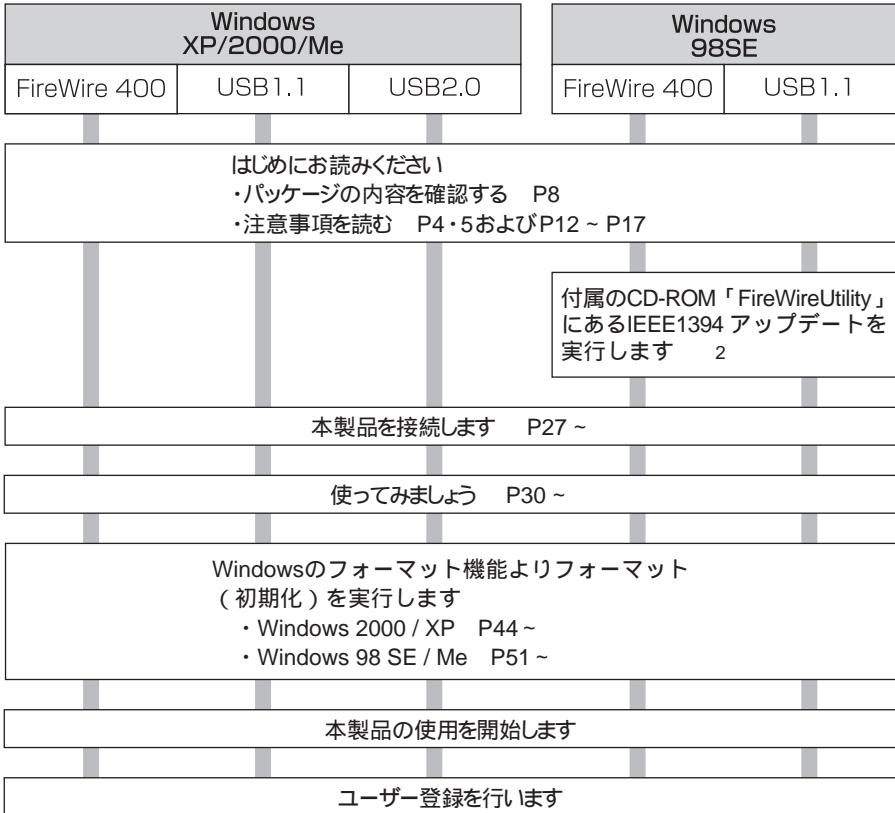 Windows
XP/2000/Me
Windows
98SE
FireWire 400
USB1.1
USB2.0
FireWire 400
USB1.1
はじめにお読みください
・パッケージの内容を確認する　P8
・注意事項を読む　P4・5およびP12 ~ P17
付属のCD-ROM「FireWireUtility」
にあるIEEE1394 アップデートを
実行します　2
本製品を接続します　P27 ~
使ってみましょう　P30 ~
Windowsのフォーマット機能よりフォーマット
（初期化）を実行します
・Windows 2000 / XP　P44 ~
・Windows 98 SE / Me　P51 ~
本製品の使用を開始します
ユーザー登録を行います